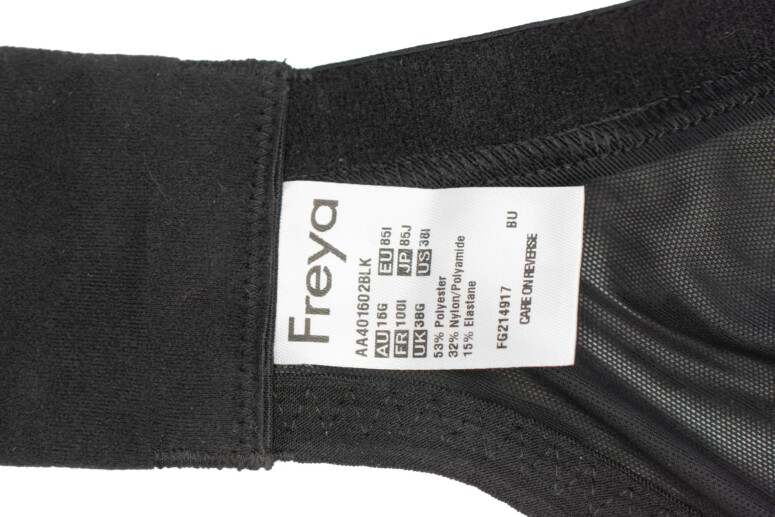 Freya
AA401602BLK
AU 16G EU 85I
FR 100I JP 85J
UK 38G US 38I
53% Polyester
32% Nylon/Polyamide
15% Elastane
FG214917 BU
CARE ON REVERSE